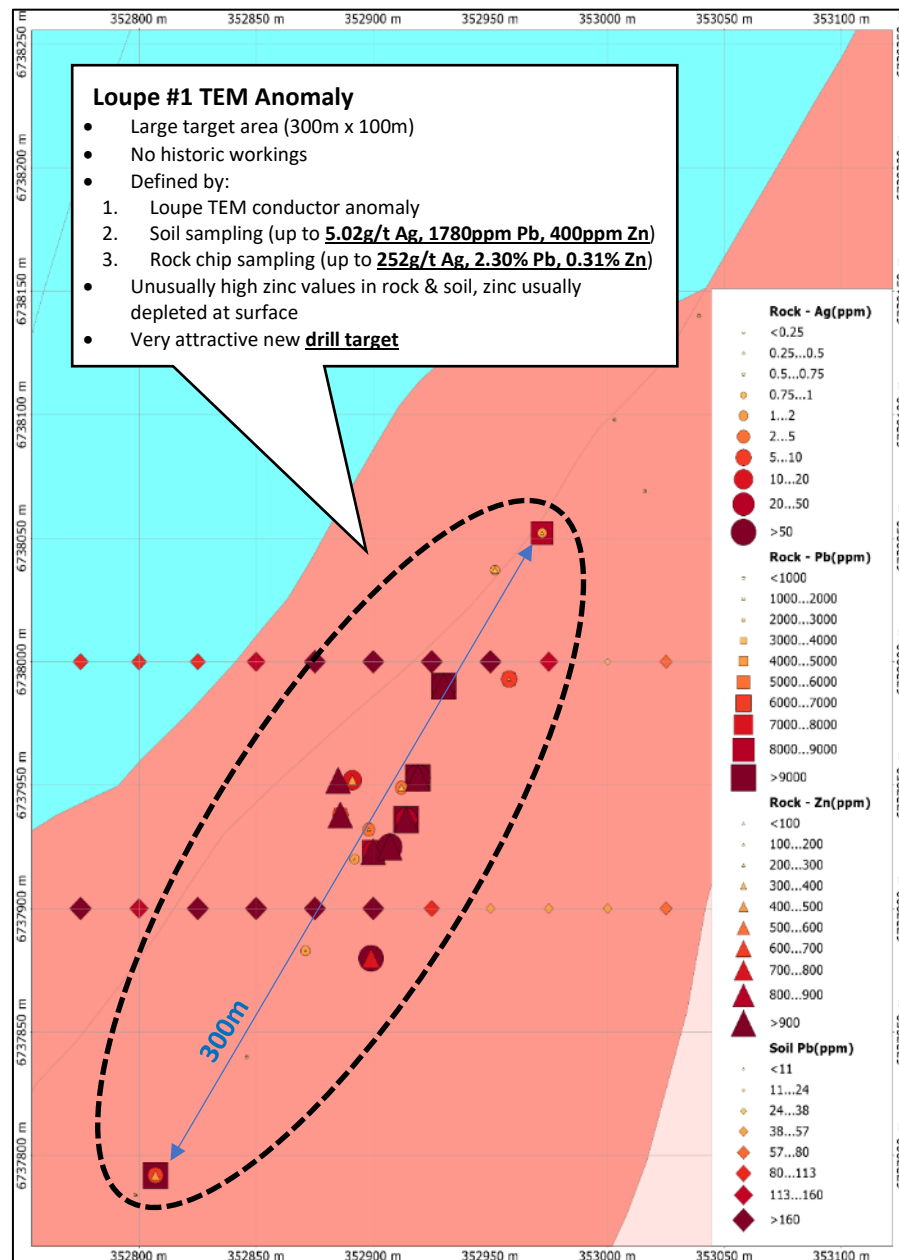 352800 m 352850 m 352900 m 352950 m 353000 m 353050 m 353100 m
6738250 m
6738200 m
6738150 m
6738100 m
6738050 m
6738000 m
6737950 m
6737900 m
6737850 m
6737800 m
Loupe #1 TEM Anomaly
• Large target area (300m x 100m)
• No historic workings
• Defined by:
1. Loupe TEM conductor anomaly
2. Soil sampling (up to 5.02g/t Ag, 1780ppm Pb, 400ppm Zn)
3. Rock chip sampling (up to 252g/t Ag, 2.30% Pb, 0.31% Zn)
• Unusually high zinc values in rock & soil, zinc usually
depleted at surface
• Very attractive new drill target
300m
Rock - Ag(ppm)
<0.25
0.25...0.5
0.5...0.75
0.75...1
1...2
2...5
5...10
10...20
20...50
>50
Rock - Pb(ppm)
<1000
1000...2000
2000...3000
3000...4000
4000...5000
5000...6000
6000...7000
7000...8000
8000...9000
>9000
Rock - Zn(ppm)
<100
100...200
200...300
300...400
400...500
500...600
600...700
700...800
800...900
>900
Soil Pb(ppm)
<11
11...24
24...38
38...57
57...80
80...113
113...160
>160
352800 m 352850 m 352900 m 352950 m 353000 m 353050 m 353100 m